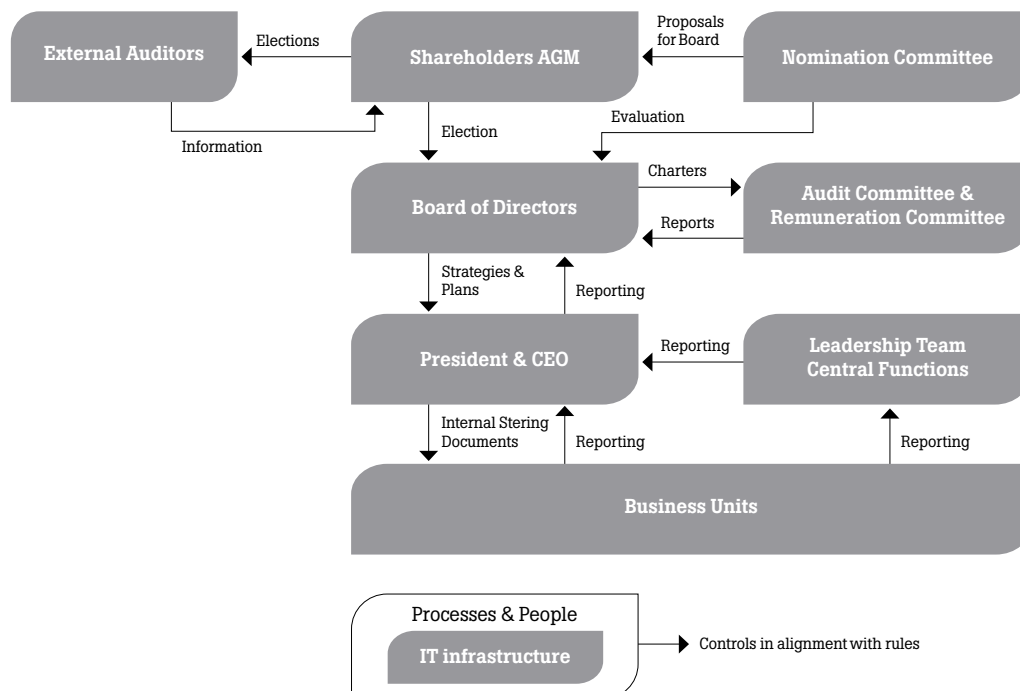 External Auditors
Elections
Shareholders AGM
Proposals
for Board
Nomination Committee
Information
Election
Evaluation
Board of Directors
Charters
Reports
Audit Committee &
Remuneration Committee
Strategies &
Plans
Reporting
President & CEO
Reporting
Leadership Team
Central Functions
Internal Stering
Documents
Reporting
Reporting
Business Units
Processes & People
IT infrastructure
Controls in alignment with rules